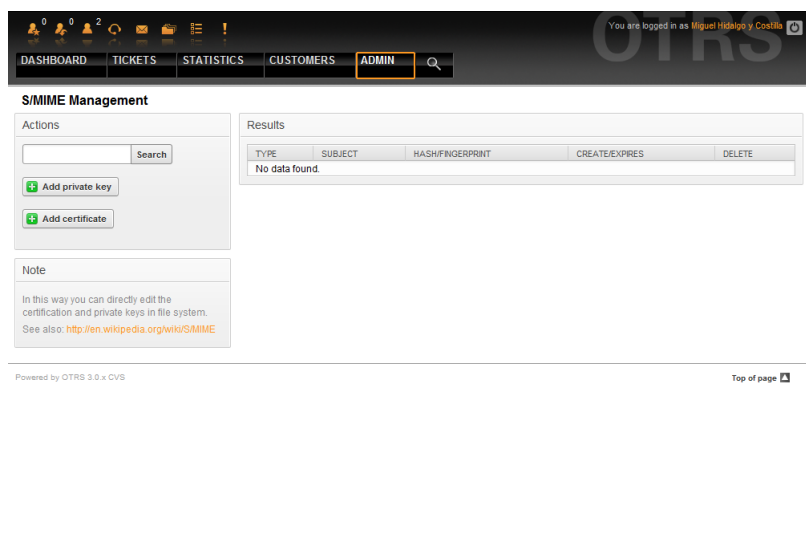 0 0 2
OTRS
You are logged in as Miguel Hidalgo y Costilla
DASHBOARD TICKETS STATISTICS CUSTOMERS ADMIN
S/MIME Management
Actions
Search
Add private key
Add certificate
Note
In this way you can directly edit the
certification and private keys in file system.
See also: http://en.wikipedia.org/wiki/S/MIME
Results
TYPE SUBJECT HASH/FINGERPRINT CREATE/EXPIRES DELETE
No data found.
Powered by OTRS 3.0.x CVS
Top of page